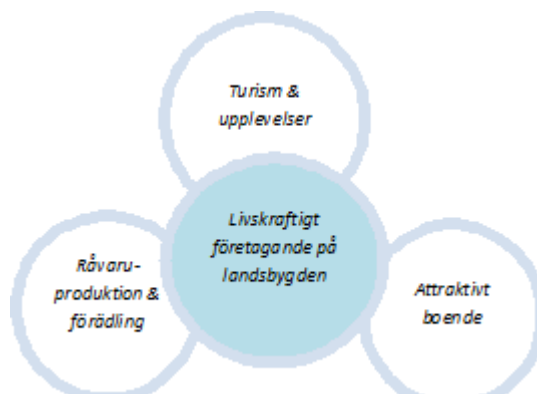 Turism &
upplevelser
Livskraftigt
företagande på
landsbygden
Råvaru-
produktion &
förädling
Attraktivt
boende